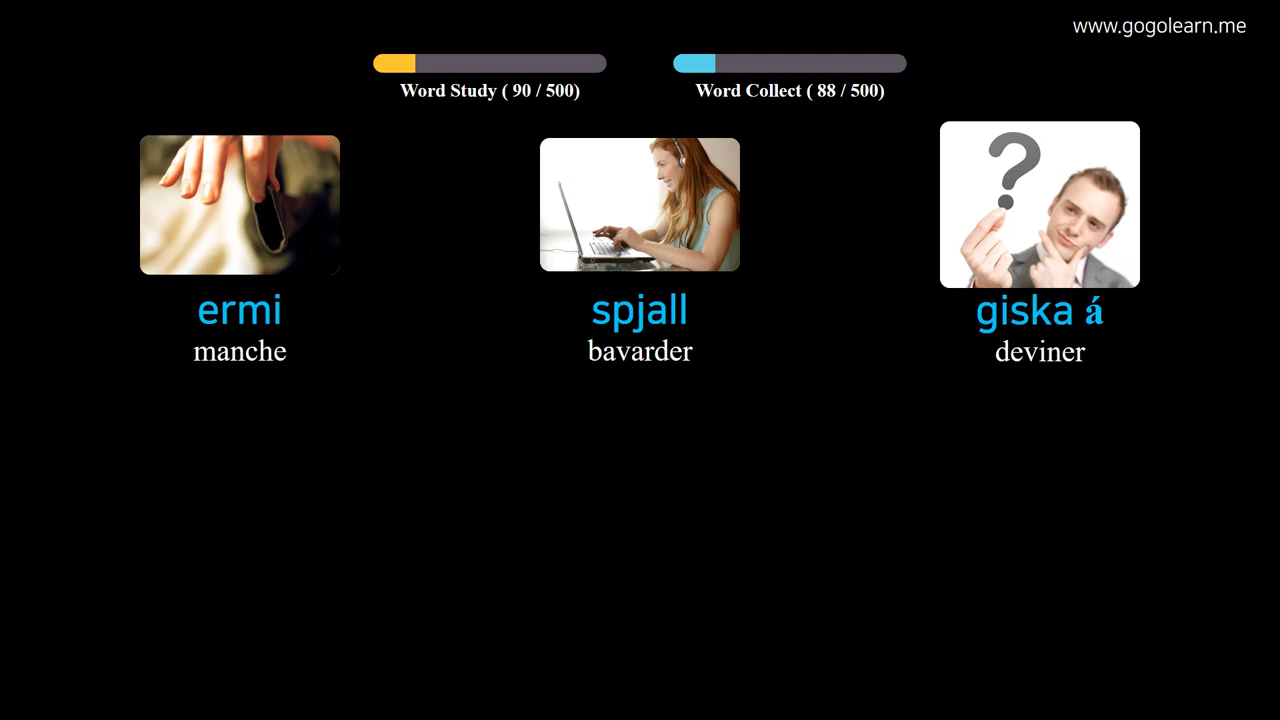 www.gogolearn.me
Word Study ( 90 / 500)
Word Collect ( 88 / 500)
ermi
manche
spjall
bavarder
giska á
deviner